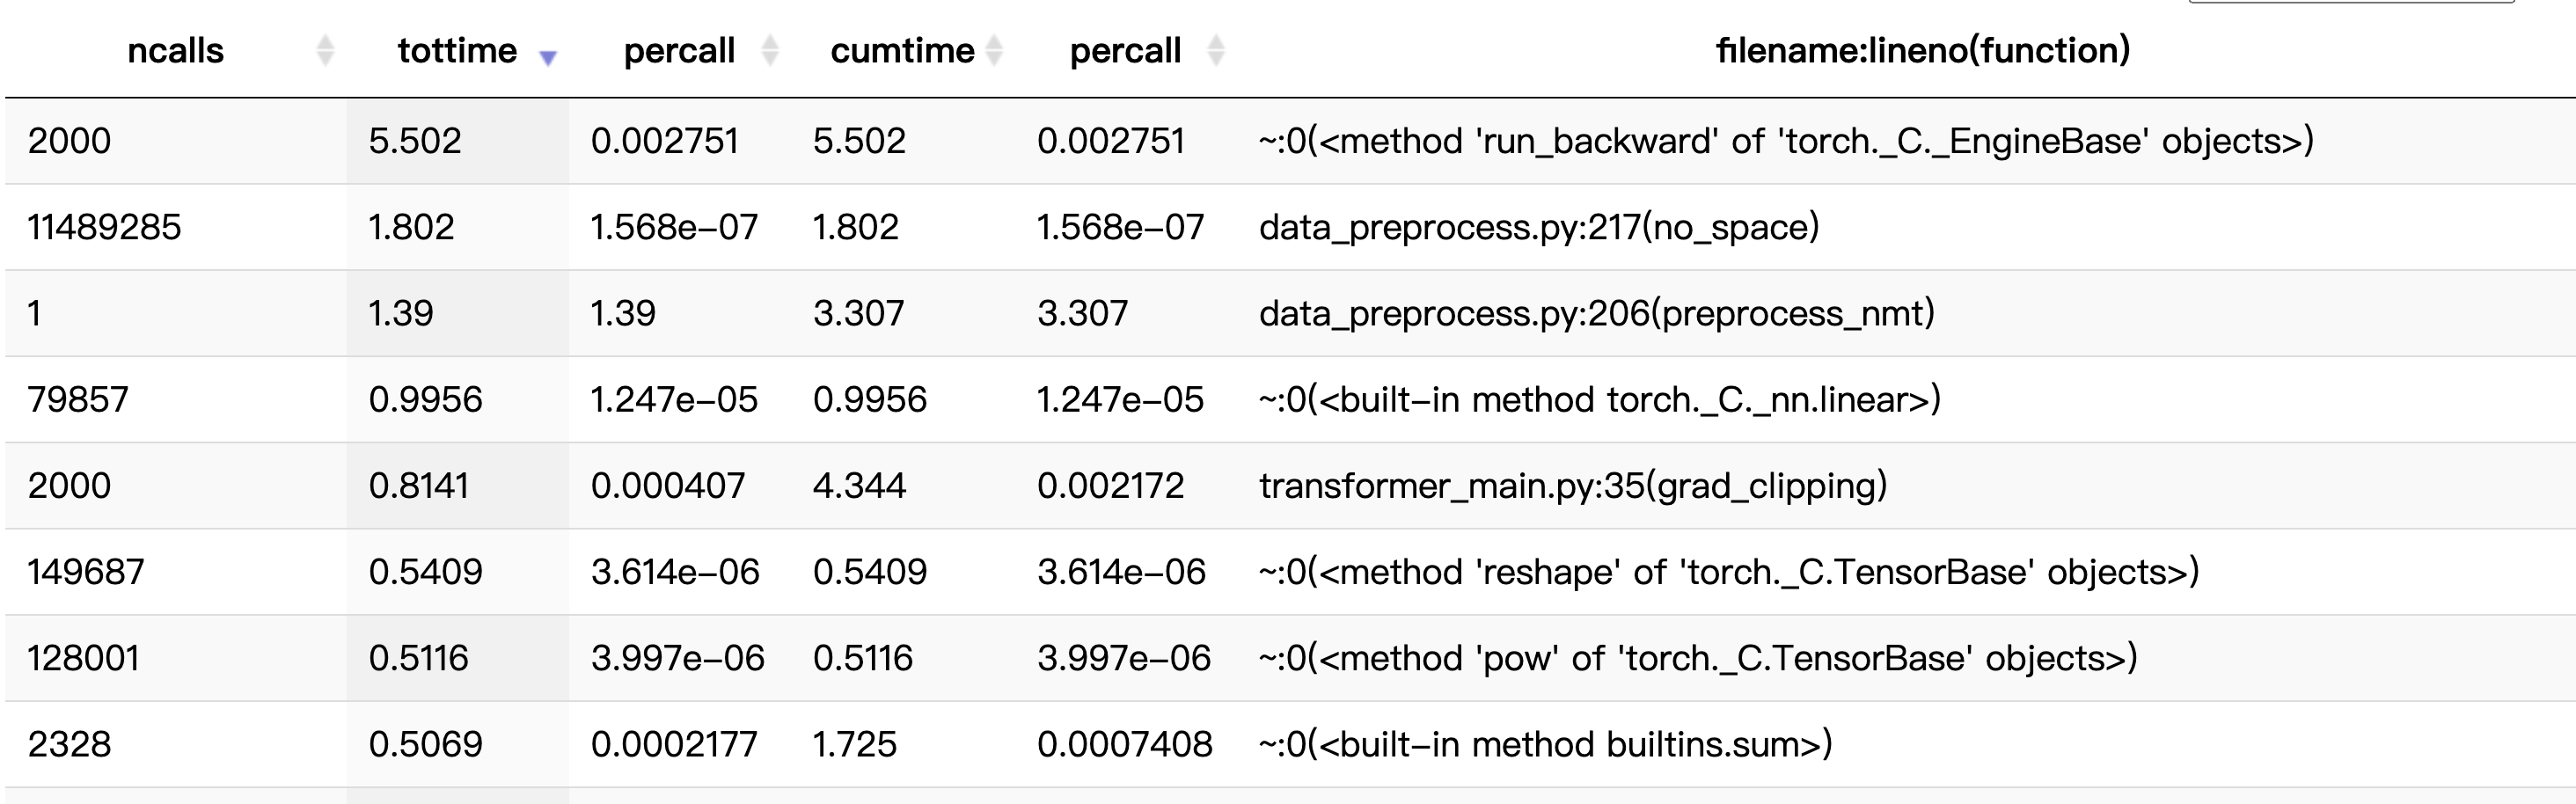 ncalls tottime percall cumtime percall filename:lineno(function)
2000 5.502 0.002751 5.502 0.002751 ~:0(<method 'run_backward' of 'torch._C._EngineBase' objects>)
11489285 1.802 1.568e-07 1.802 1.568e-07 data_preprocess.py:217(no_space)
1 1.39 1.39 3.307 3.307 data_preprocess.py:206(preprocess_nmt)
79857 0.9956 1.247e-05 0.9956 1.247e-05 ~:0(<built-in method torch._C._nn.linear>)
2000 0.8141 0.000407 4.344 0.002172 transformer_main.py:35(grad_clipping)
149687 0.5409 3.614e-06 0.5409 3.614e-06 ~:0(<method 'reshape' of 'torch._C.TensorBase' objects>)
128001 0.5116 3.997e-06 0.5116 3.997e-06 ~:0(<method 'pow' of 'torch._C.TensorBase' objects>)
2328 0.5069 0.0002177 1.725 0.0007408 ~:0(<built-in method builtins.sum>)